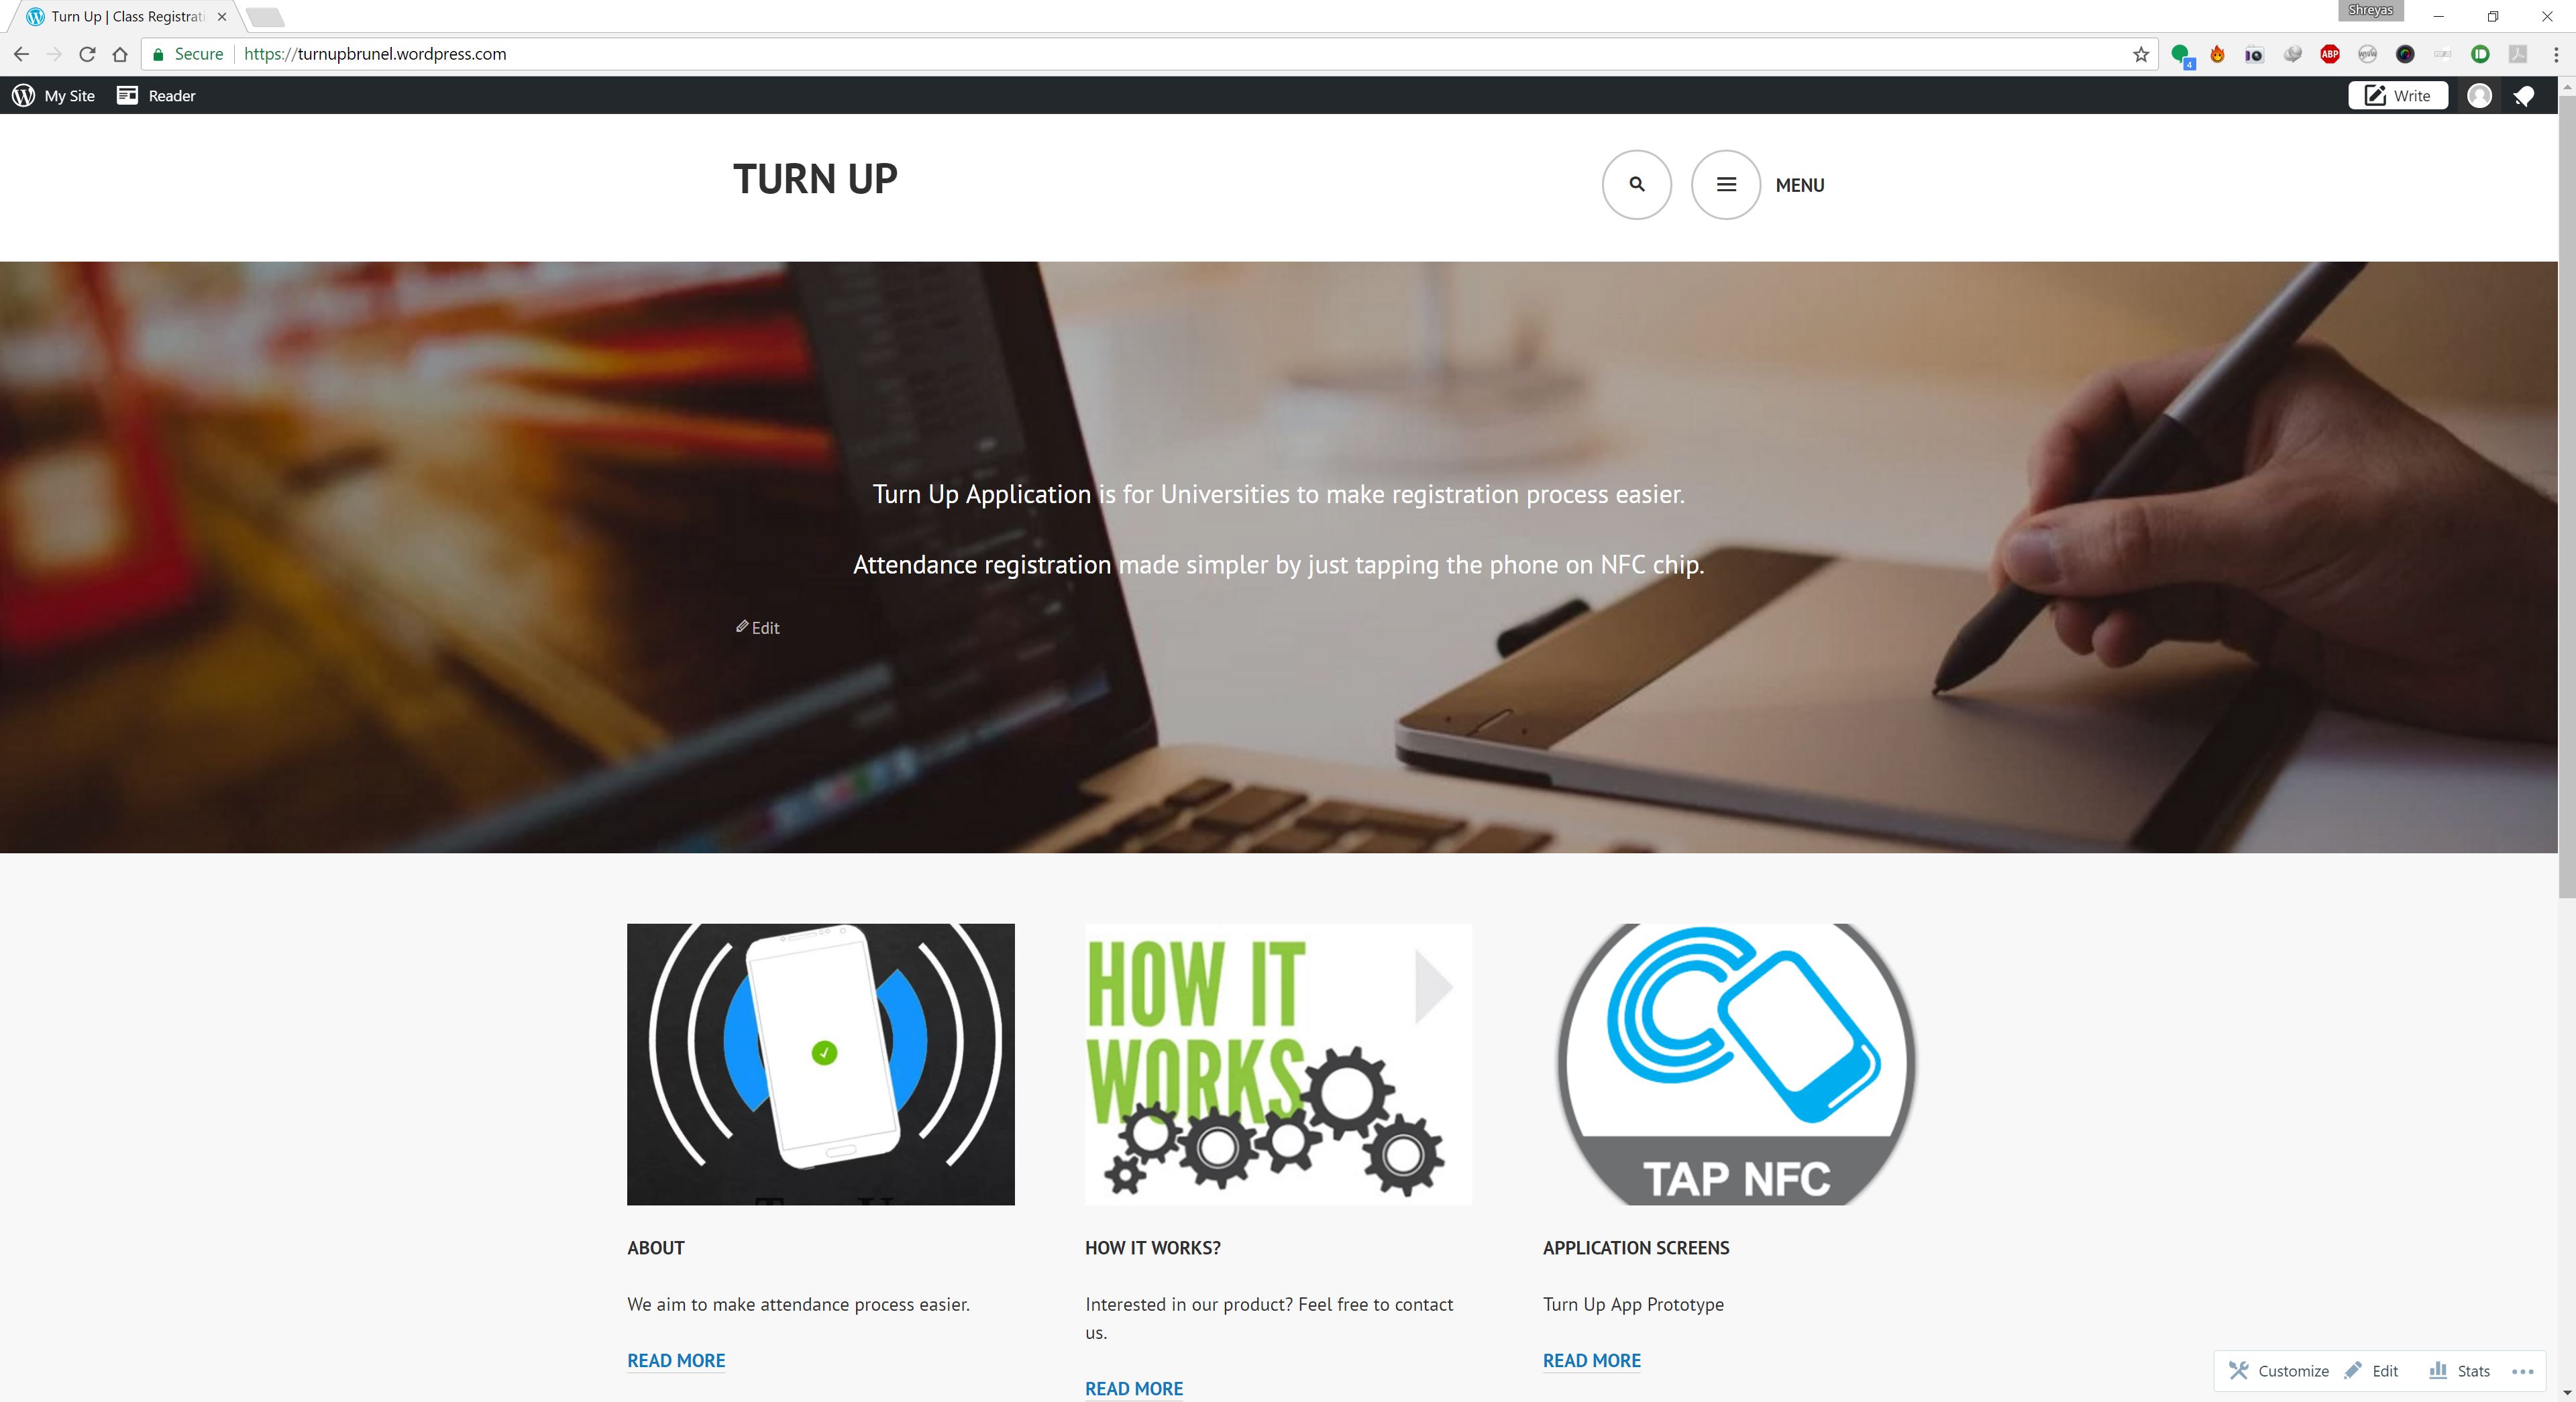 Turn Up | Class Registrati
Shreyas
Secure
https://turnupbrunel.wordpress.com
4
ABP
My Site
Reader
Write
TURN UP
MENU
Turn Up Application is for Universities to make registration process easier.
Attendance registration made simpler by just tapping the phone on NFC chip.
Edit
HOW IT
WORKS
TAP NFC
ABOUT
We aim to make attendance process easier.
READ MORE
HOW IT WORKS?
Interested in our product? Feel free to contact
us.
READ MORE
APPLICATION SCREENS
Turn Up App Prototype
READ MORE
Customize
Edit
Stats